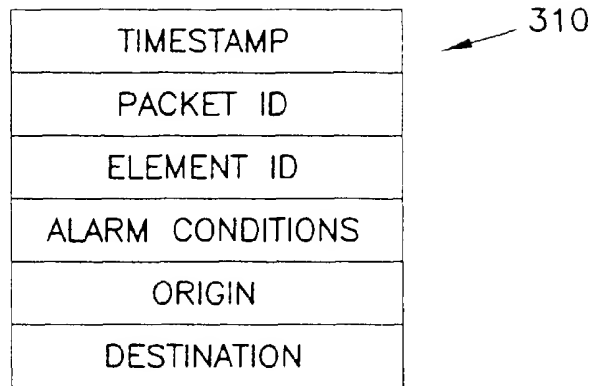 310
TIMESTAMP
PACKET ID
ELEMENT ID
ALARM CONDITIONS
ORIGIN
DESTINATION